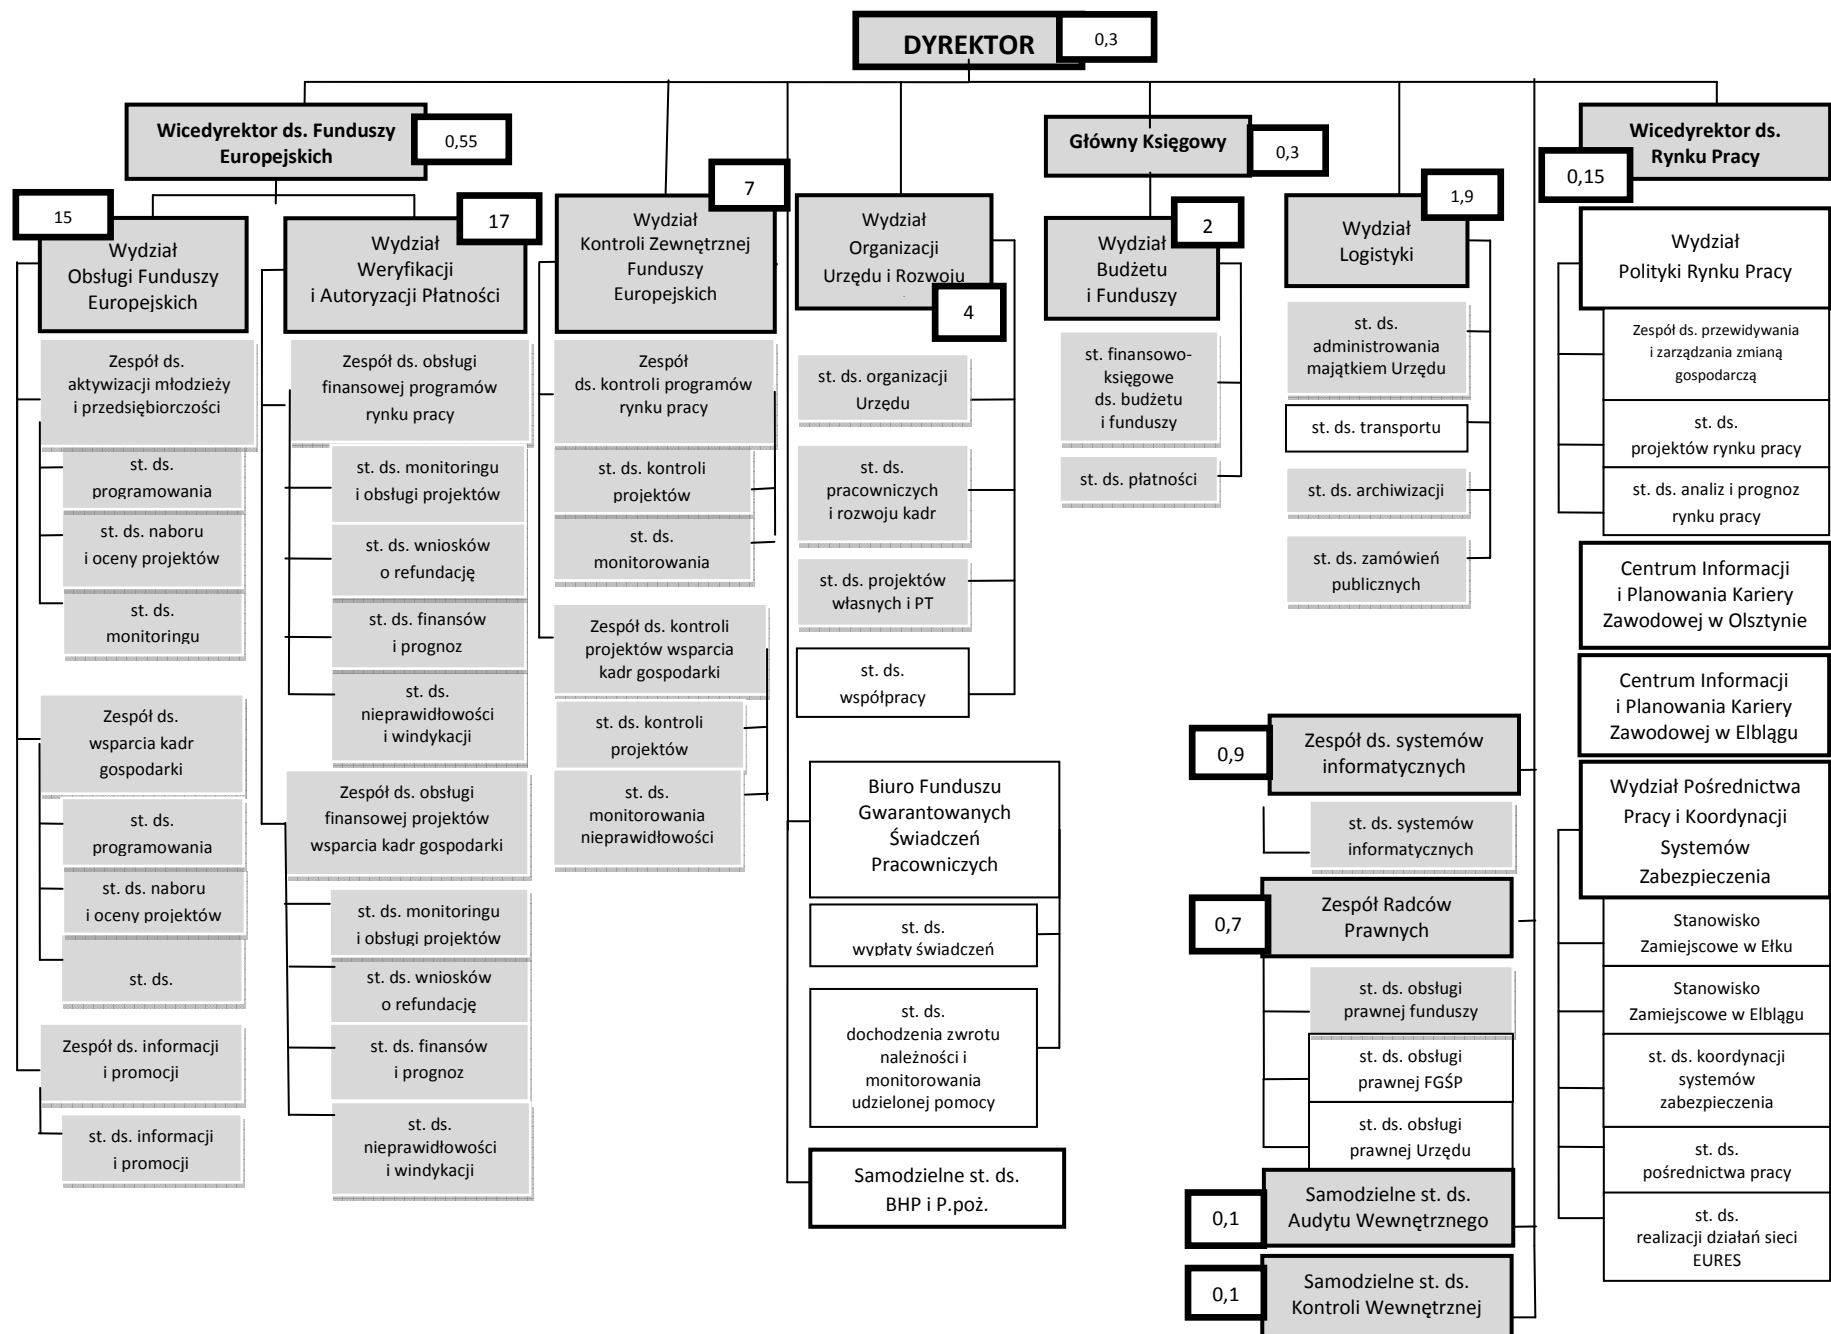 DYREKTOR
0,3
Wicedyrektor ds. Funduszy
Europejskich
0,55
Główny Księgowy
0,3
Wicedyrektor ds.
Rynku Pracy
0,15
15
Wydział
Obsługi Funduszy
Europejskich
Zespół ds.
aktywizacji młodzieży
i przedsiębiorczości
st. ds.
programowania
st. ds. naboru
i oceny projektów
st. ds.
monitoringu
Zespół ds.
wsparcia kadr
gospodarki
st. ds.
programowania
st. ds. naboru
i oceny projektów
st. ds.
Zespół ds. informacji
i promocji
st. ds. informacji
i promocji
17
Wydział
Weryfikacji
i Autoryzacji Płatności
Zespół ds. obsługi
finansowej programów
rynku pracy
st. ds. monitoringu
i obsługi projektów
st. ds. wniosków
o refundację
st. ds. finansów
i prognoz
st. ds.
nieprawidłowości
i windykacji
Zespół ds. obsługi
finansowej projektów
wsparcia kadr gospodarki
st. ds. monitoringu
i obsługi projektów
st. ds. wniosków
o refundację
st. ds. finansów
i prognoz
st. ds.
nieprawidłowości
i windykacji
7
Wydział
Kontroli Zewnętrznej
Funduszy
Europejskich
Zespół
ds. kontroli programów
rynku pracy
st. ds. kontroli
projektów
st. ds.
monitorowania
Zespół ds. kontroli
projektów wsparcia
kadr gospodarki
st. ds. kontroli
projektów
st. ds.
monitorowania
nieprawidłowości
Wydział
Organizacji
Urzędu i Rozwoju
4
st. ds. organizacji
Urzędu
st. ds.
pracowniczych
i rozwoju kadr
st. ds. projektów
własnych i PT
st. ds.
współpracy
Biuro Funduszu
Gwarantowanych
Świadczeń
Pracowniczych
st. ds.
wypłaty świadczeń
st. ds.
dochodzenia zwrotu
należności i
monitorowania
udzielonej pomocy
Samodzielne st. ds.
BHP i P.poż.
2
Wydział
Budżetu
i Funduszy
st. finansowo-
księgowe
ds. budżetu
i funduszy
st. ds. płatności
1,9
Wydział
Logistyki
st. ds.
administrowania
majątkiem Urzędu
st. ds. transportu
st. ds. archiwizacji
st. ds. zamówień
publicznych
0,9
Zespół ds. systemów
informatycznych
st. ds. systemów
informatycznych
0,7
Zespół Radców
Prawnych
st. ds. obsługi
prawnej funduszy
st. ds. obsługi
prawnej FGŚP
st. ds. obsługi
prawnej Urzędu
0,1
Samodzielne st. ds.
Audytu Wewnętrznego
0,1
Samodzielne st. ds.
Kontroli Wewnętrznej
Wydział
Polityki Rynku Pracy
Zespół ds. przewidywania
i zarządzania zmianą
gospodarczą
st. ds.
projektów rynku pracy
st. ds. analiz i prognoz
rynku pracy
Centrum Informacji
i Planowania Kariery
Zawodowej w Olsztynie
Centrum Informacji
i Planowania Kariery
Zawodowej w Elblągu
Wydział Pośrednictwa
Pracy i Koordynacji
Systemów
Zabezpieczenia
Stanowisko
Zamiejscowe w Ełku
Stanowisko
Zamiejscowe w Elblągu
st. ds. koordynacji
systemów
zabezpieczenia
st. ds.
pośrednictwa pracy
st. ds.
realizacji działań sieci
EURES